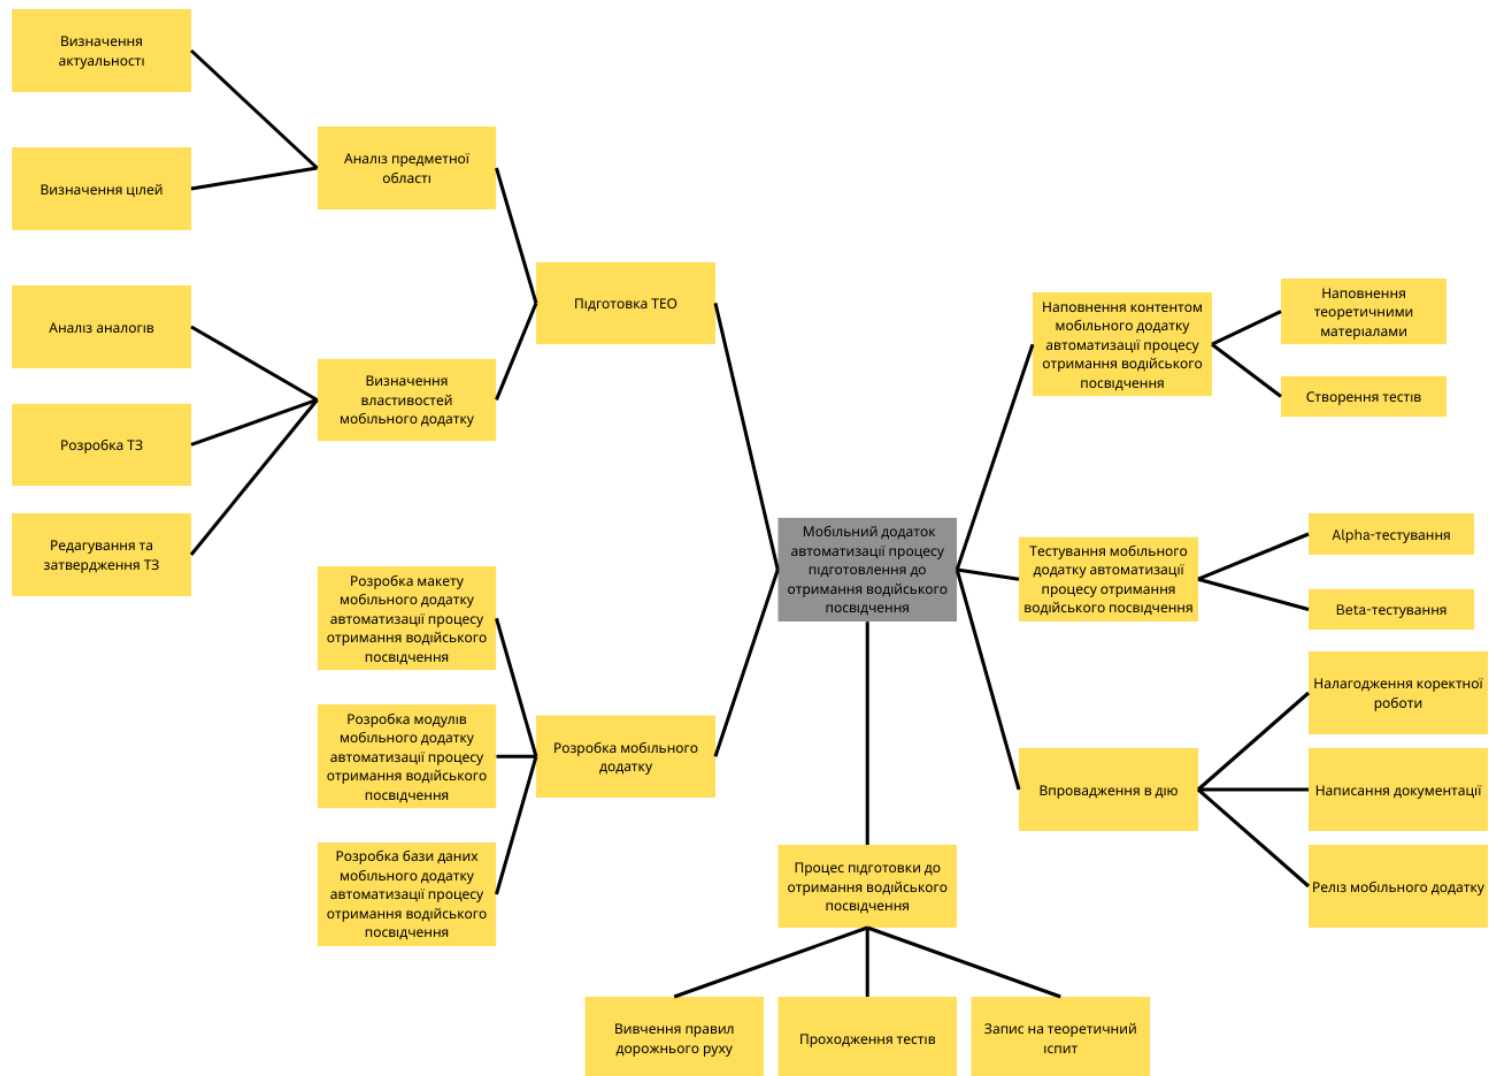 Визначення
актуальності
Визначення цілей
Аналіз предметної
області
Підготовка ТЕО
Аналіз аналогів
Визначення
властивостей
мобільного додатку
Розробка ТЗ
Редагування та
затвердження ТЗ
Розробка макету
мобільного додатку
автоматизації процесу
отримання водійського
посвідчення
Розробка модулів
мобільного додатку
автоматизації процесу
отримання водійського
посвідчення
Розробка бази даних
мобільного додатку
автоматизації процесу
отримання водійського
посвідчення
Розробка мобільного
додатку
Мобільний додаток
автоматизації процесу
підготовлення до
отримання водійського
посвідчення
Наповнення контентом
мобільного додатку
автоматизації процесу
отримання водійського
посвідчення
Наповнення
теоретичними
матеріалами
Створення тестів
Тестування мобільного
додатку автоматизації
процесу отримання
водійського посвідчення
Alpha-тестування
Beta-тестування
Впровадження в дію
Налагодження коректної
роботи
Написання документації
Реліз мобільного додатку
Процес підготовки до
отримання водійського
посвідчення
Вивчення правил
дорожнього руху
Проходження тестів
Запис на теоретичний
іспит